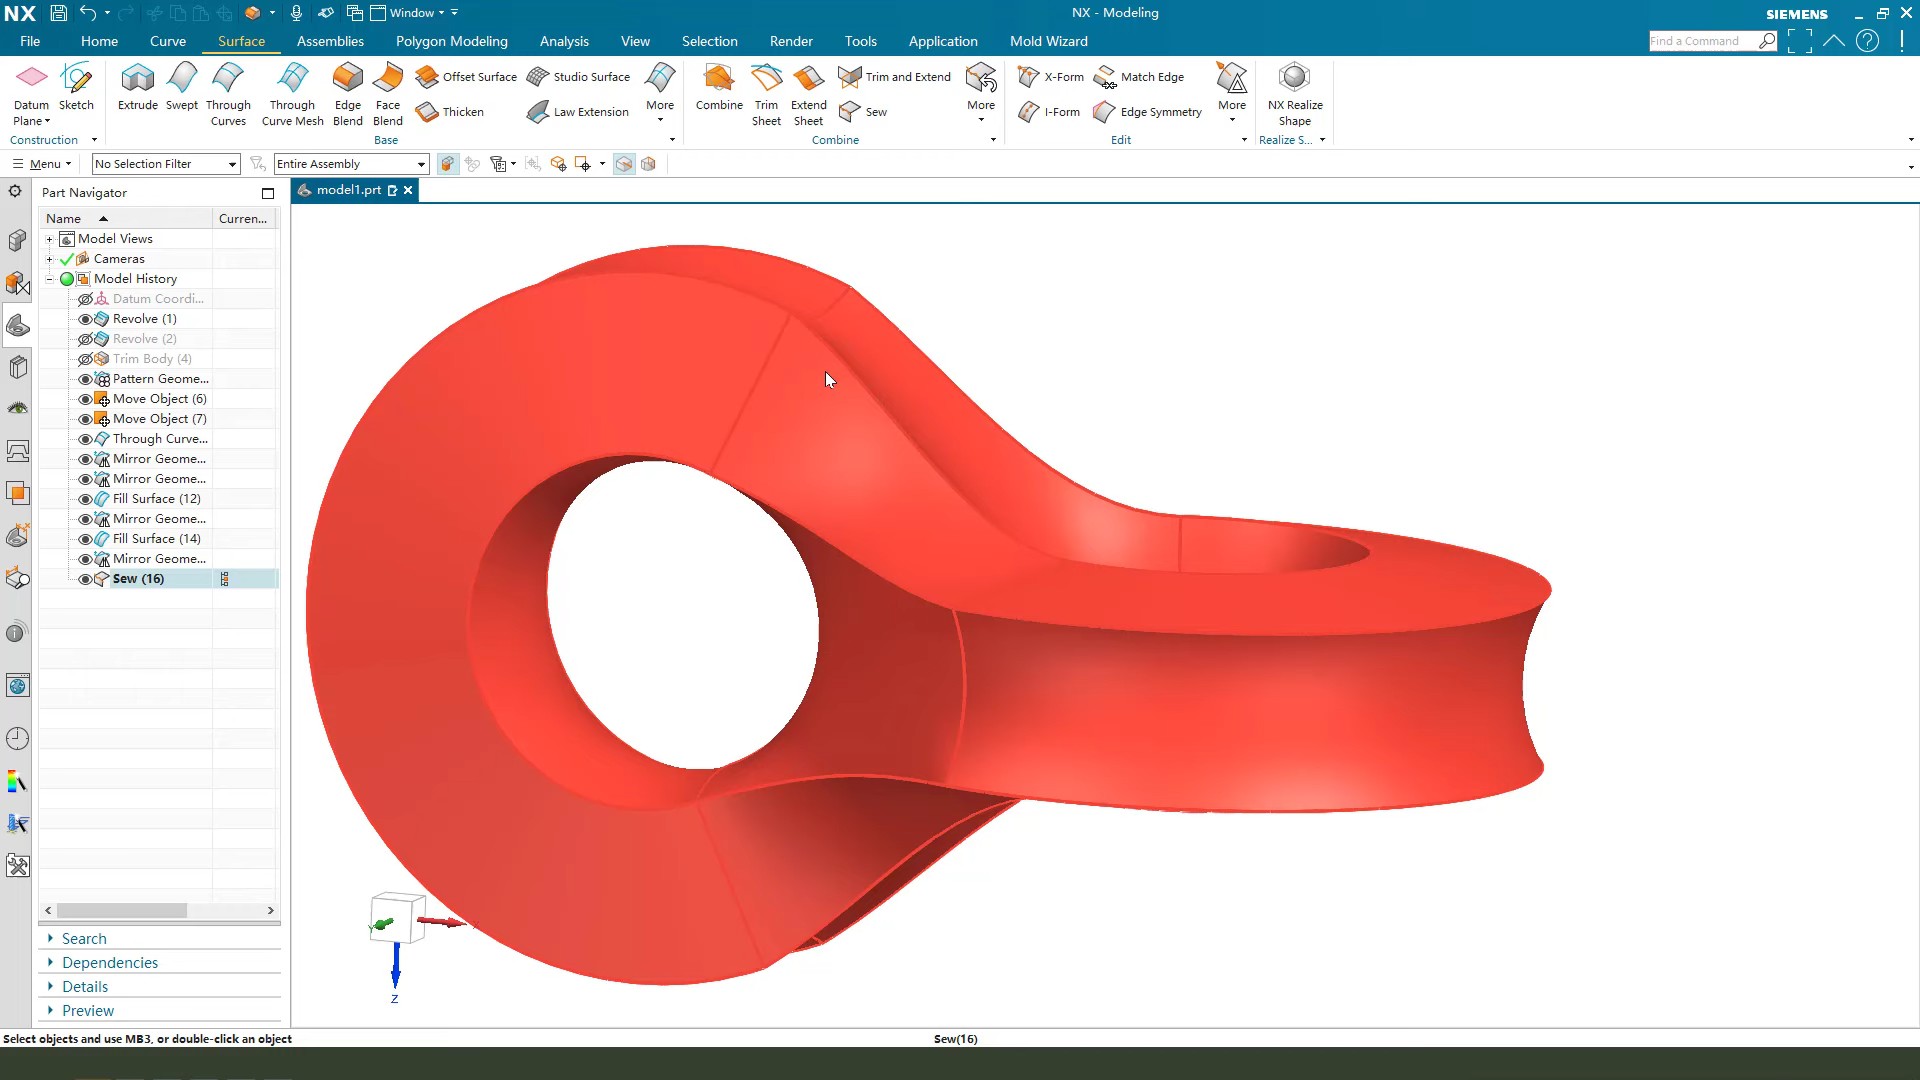 NX Window NX - Modeling SIEMENS
File Home Curve Surface Assemblies Polygon Modeling Analysis View Selection Render Tools Application Mold Wizard Find a Command
Datum Plane Sketch Extrude Swept Through Curves Through Curve Mesh Edge Blend Face Blend Offset Surface Thicken Studio Surface Law Extension More Combine Trim Sheet Extend Sheet Trim and Extend Sew More X-Form I-Form Match Edge Edge Symmetry More NX Realize Shape
Construction Base Combine Edit Realize S...
Menu No Selection Filter Entire Assembly
Part Navigator model1.prt
Name Curren...
Model Views
Cameras
Model History
Datum Coordi...
Revolve (1)
Revolve (2)
Trim Body (4)
Pattern Geome...
Move Object (6)
Move Object (7)
Through Curve...
Mirror Geome...
Mirror Geome...
Fill Surface (12)
Mirror Geome...
Fill Surface (14)
Mirror Geome...
Sew (16)
Search
Dependencies
Details
Preview
Z
Select objects and use MB3, or double-click an object Sew(16)